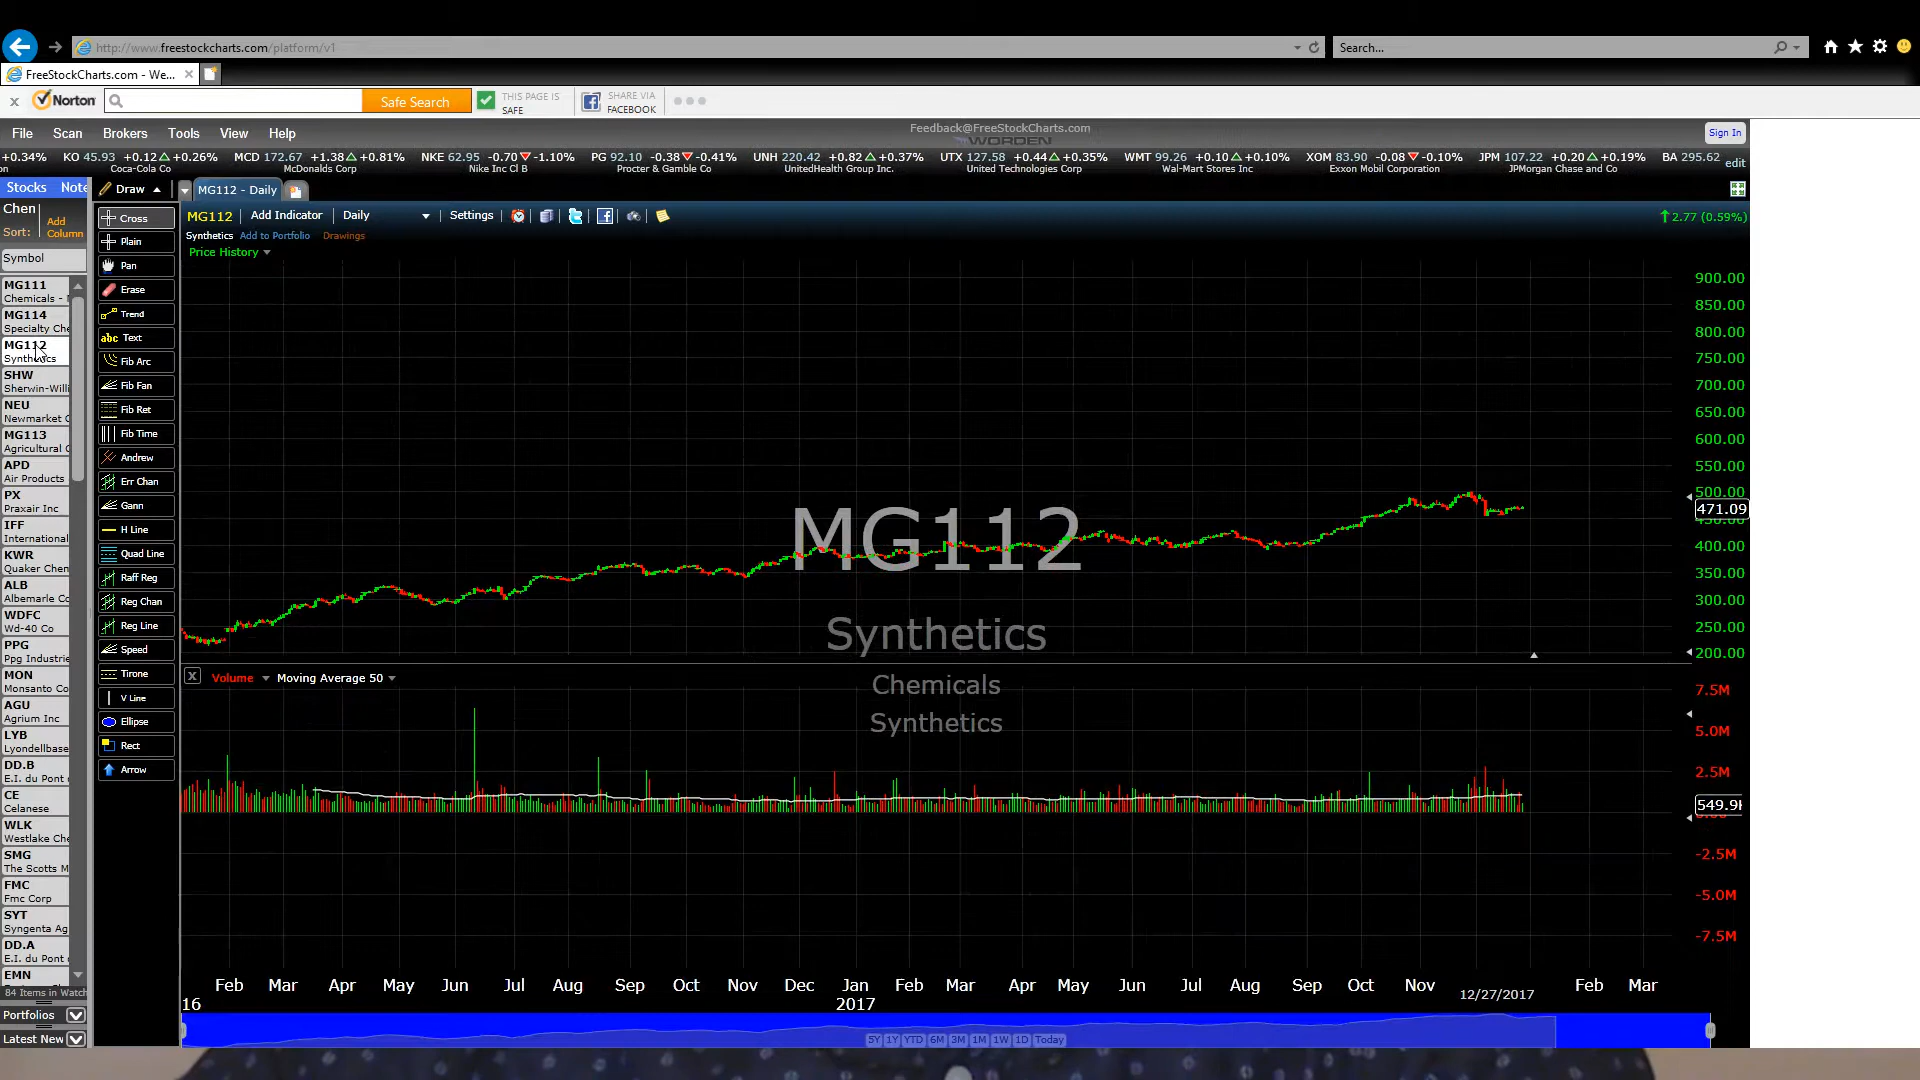 http://www.freestockcharts.com/platform/v1
Search...
FreeStockCharts.com - We...
Norton
Safe Search
THIS PAGE IS
SAFE
SHARE VIA
FACEBOOK
File Scan Brokers Tools View Help
Feedback@FreeStockCharts.com
WORDEN
Sign In
+0.34% KO 45.93 +0.12 +0.26% MCD 172.67 +1.38 +0.81% NKE 62.95 -0.70 -1.10% PG 92.10 -0.38 -0.41% UNH 220.42 +0.82 +0.37% UTX 127.58 +0.44 +0.35% WMT 99.26 +0.10 +0.10% XOM 83.90 -0.08 -0.10% JPM 107.22 +0.20 +0.19% BA 295.62 edit
Coca-Cola Co McDonalds Corp Nike Inc Cl B Procter & Gamble Co UnitedHealth Group Inc. United Technologies Corp Wal-Mart Stores Inc Exxon Mobil Corporation JPMorgan Chase and Co
Stocks Note
Draw
MG112 - Daily
Chen
Add
Column
Sort:
Symbol
MG111
Chemicals -
MG114
Specialty Che
MG112
Synthetics
SHW
Sherwin-Willi
NEU
Newmarket C
MG113
Agricultural C
APD
Air Products
PX
Praxair Inc
IFF
International
KWR
Quaker Chem
ALB
Albemarle Co
WDFC
Wd-40 Co
PPG
Ppg Industrie
MON
Monsanto Co
AGU
Agrium Inc
LYB
Lyondellbase
DD.B
E.I. du Pont
CE
Celanese
WLK
Westlake Che
SMG
The Scotts M
FMC
Fmc Corp
SYT
Syngenta Ag
DD.A
E.I. du Pont
EMN
84 Items in Watch
Portfolios
Latest New
Cross
Plain
Pan
Erase
Trend
abc Text
Fib Arc
Fib Fan
Fib Ret
Fib Time
Andrew
Err Chan
Gann
H Line
Quad Line
Raff Reg
Reg Chan
Reg Line
Speed
Tirone
V Line
Ellipse
Rect
Arrow
MG112 Add Indicator Daily Settings
2.77 (0.59%)
Synthetics Add to Portfolio Drawings
Price History
900.00
850.00
800.00
750.00
700.00
650.00
600.00
550.00
500.00
471.09
450.00
400.00
350.00
300.00
250.00
200.00
MG112
Synthetics
Chemicals
Synthetics
X Volume Moving Average 50
7.5M
5.0M
2.5M
549.9
-2.5M
-5.0M
-7.5M
Feb Mar Apr May Jun Jul Aug Sep Oct Nov Dec Jan Feb Mar Apr May Jun Jul Aug Sep Oct Nov 12/27/2017 Feb Mar
16 2017
5Y 1Y YTD 6M 3M 1M 1W 1D Today